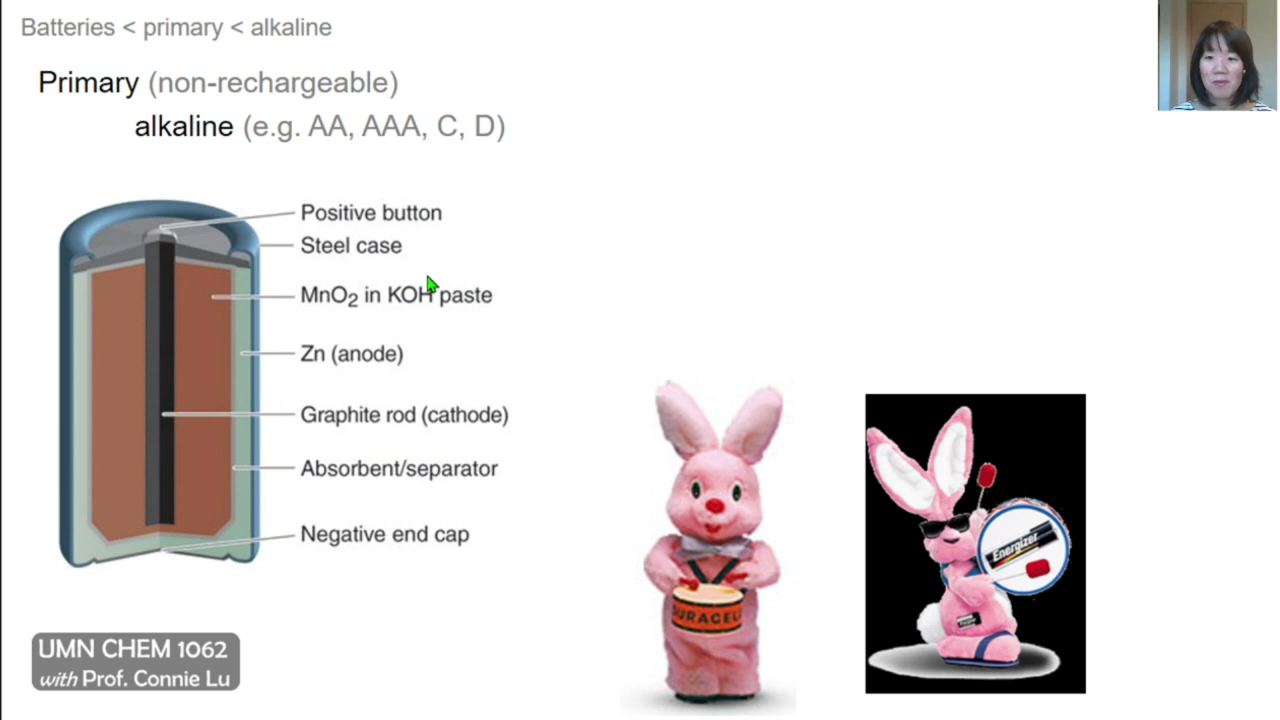 Batteries < primary < alkaline
Primary (non-rechargeable)
alkaline (e.g. AA, AAA, C, D)
Positive button
Steel case
MnO₂ in KOH paste
Zn (anode)
Graphite rod (cathode)
Absorbent/separator
Negative end cap
DURACELL
Energizer
UMN CHEM 1062
with Prof. Connie Lu